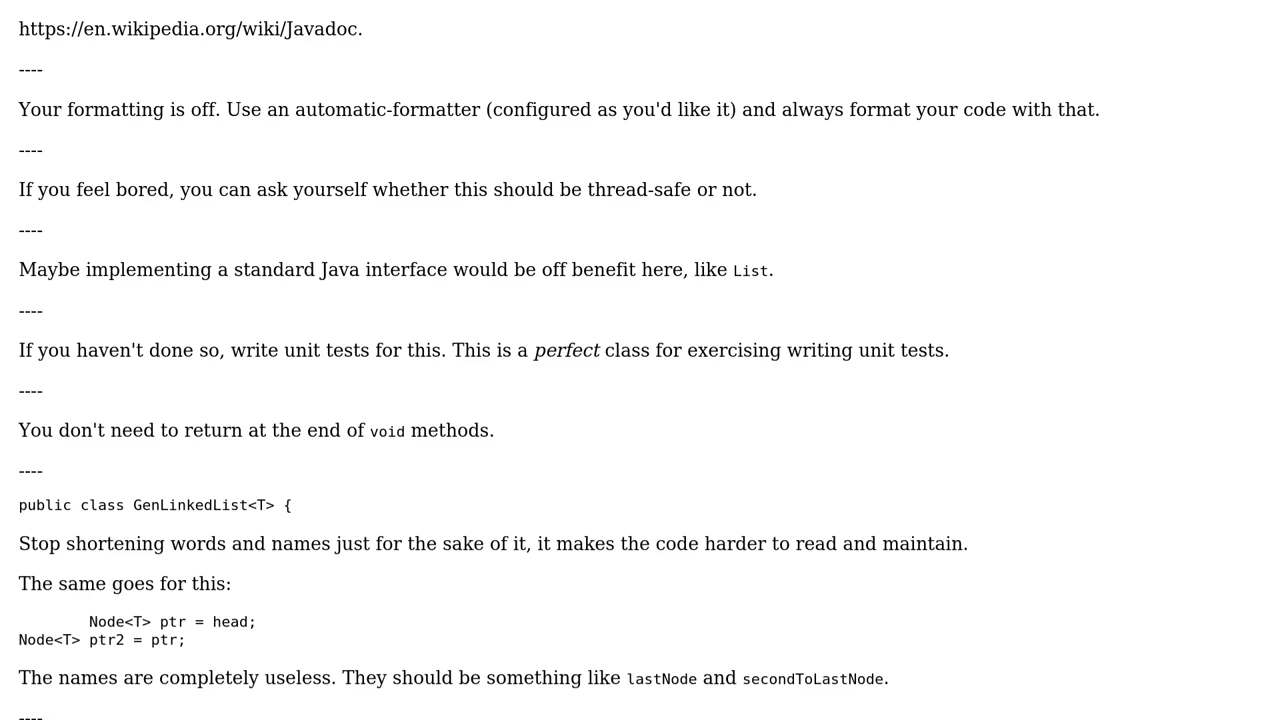 https://en.wikipedia.org/wiki/Javadoc.
----
Your formatting is off. Use an automatic-formatter (configured as you'd like it) and always format your code with that.
----
If you feel bored, you can ask yourself whether this should be thread-safe or not.
----
Maybe implementing a standard Java interface would be off benefit here, like List.
----
If you haven't done so, write unit tests for this. This is a perfect class for exercising writing unit tests.
----
You don't need to return at the end of void methods.
----
public class GenLinkedList<T> {
Stop shortening words and names just for the sake of it, it makes the code harder to read and maintain.
The same goes for this:
        Node<T> ptr = head;
Node<T> ptr2 = ptr;
The names are completely useless. They should be something like lastNode and secondToLastNode.
----